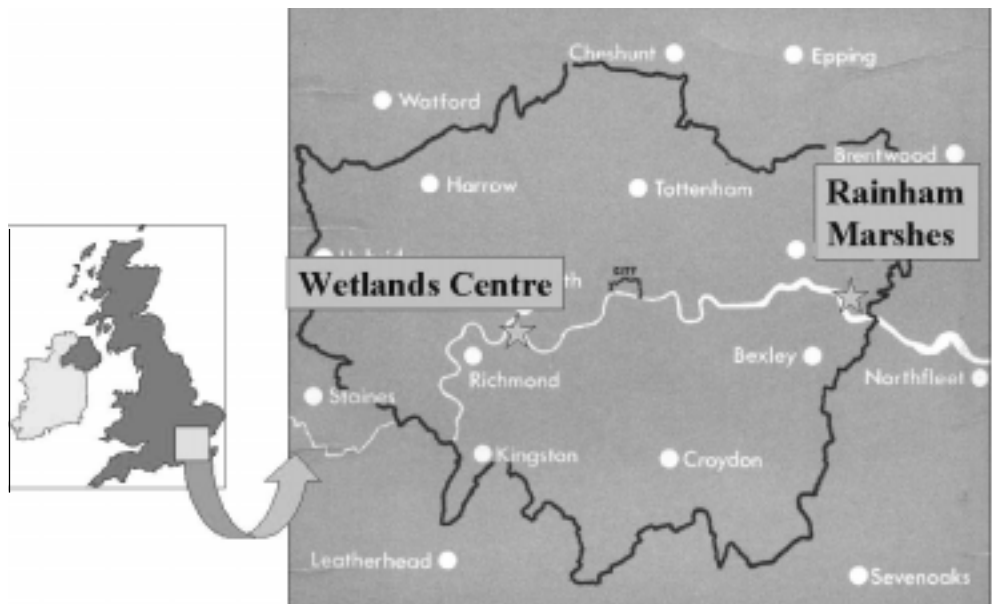 Cheshunt
Epping
Watford
Brentwood
Harrow
Tottenham
Rainham
Marshes
Wetlands Centre
CITY
Bexley
Richmond
Northfleet
Staines
Kingston
Croydon
Leatherhead
Sevenoaks